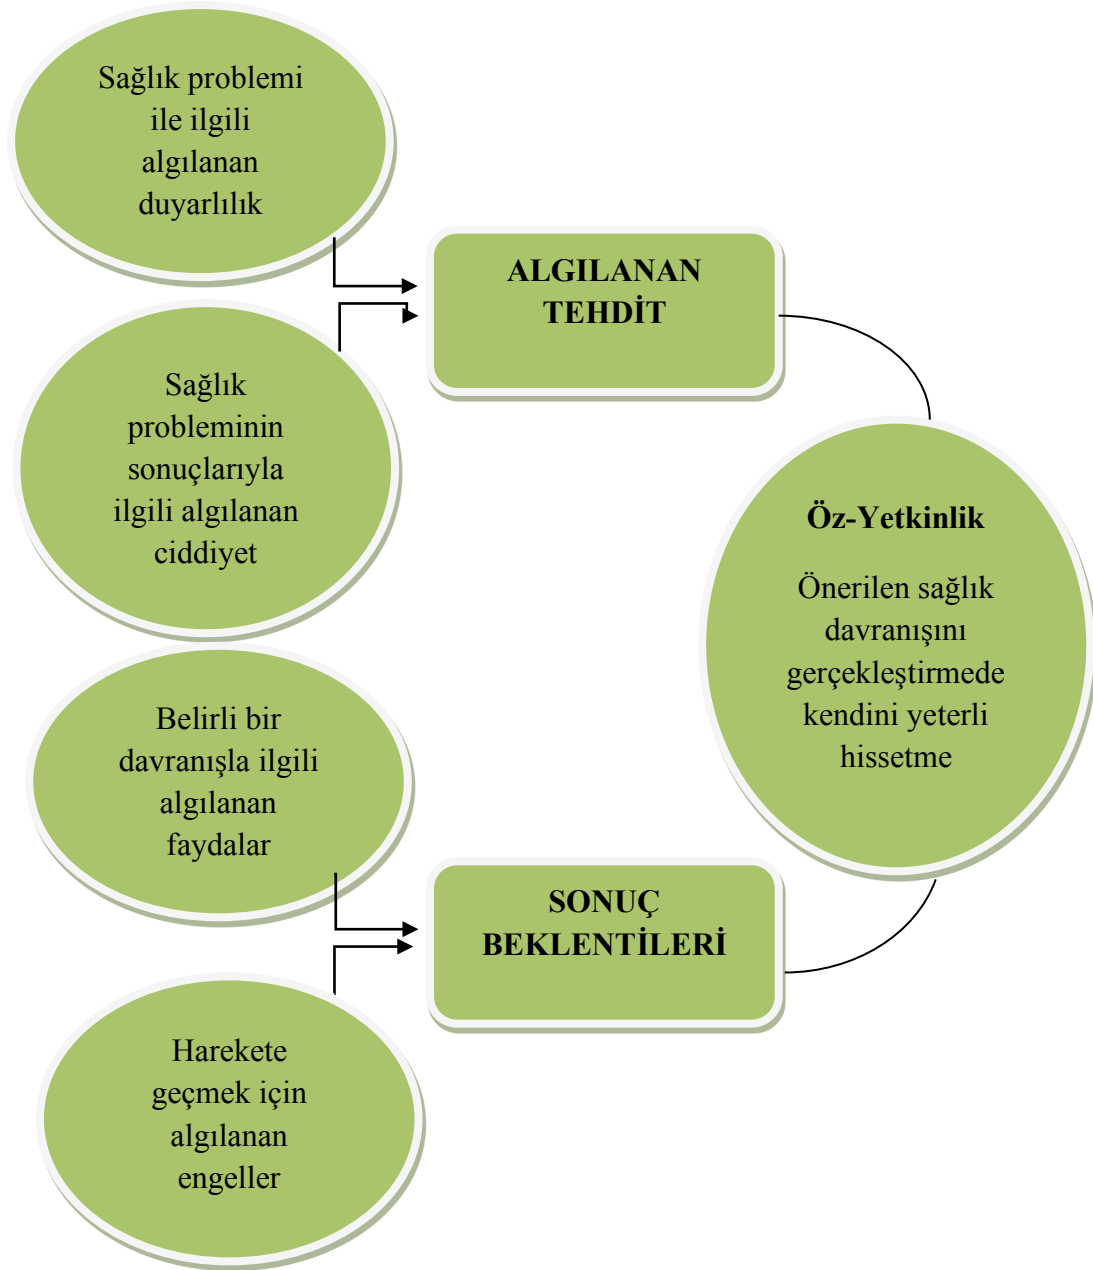 Sağlık problemi
ile ilgili
algılanan
duyarlılık
ALGILANAN
TEHDİT
Sağlık
probleminin
sonuçlarıyla
ilgili algılanan
ciddiyet
Öz-Yetkinlik
Önerilen sağlık
davranışını
gerçekleştirmede
kendini yeterli
hissetme
Belirli bir
davranışla ilgili
algılanan
faydalar
SONUÇ
BEKLENTİLERİ
Harekete
geçmek için
algılanan
engeller